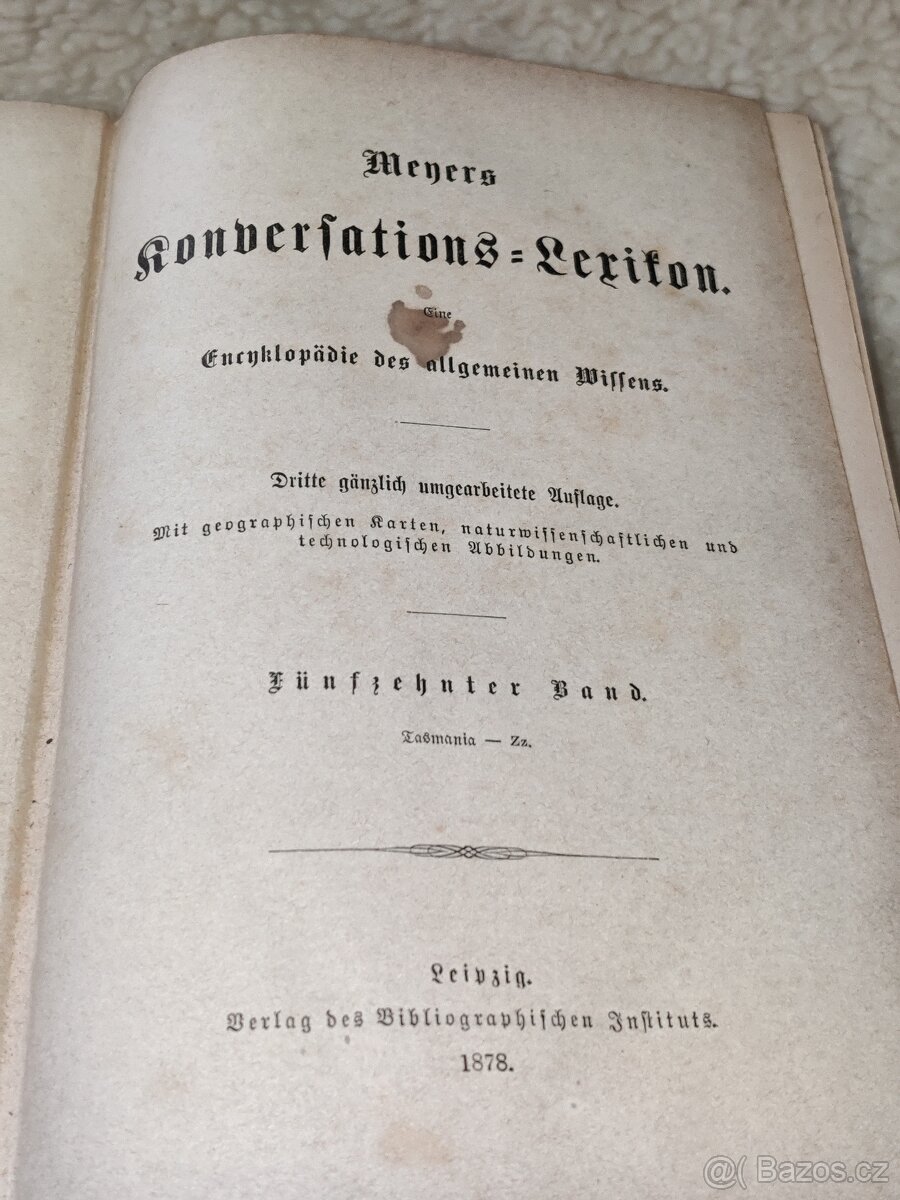 Meyers
Konversations=Lexikon.
Eine
Encyklopädie des allgemeinen Wissens.
Dritte gänzlich umgearbeitete Auflage.
Mit geographischen Karten, naturwissenschaftlichen und
technologischen Abbildungen.
Fünfzehnter Band.
Tasmania — Zz.
Leipzig.
Verlag des Bibliographischen Instituts.
1878.
@( Bazos.cz